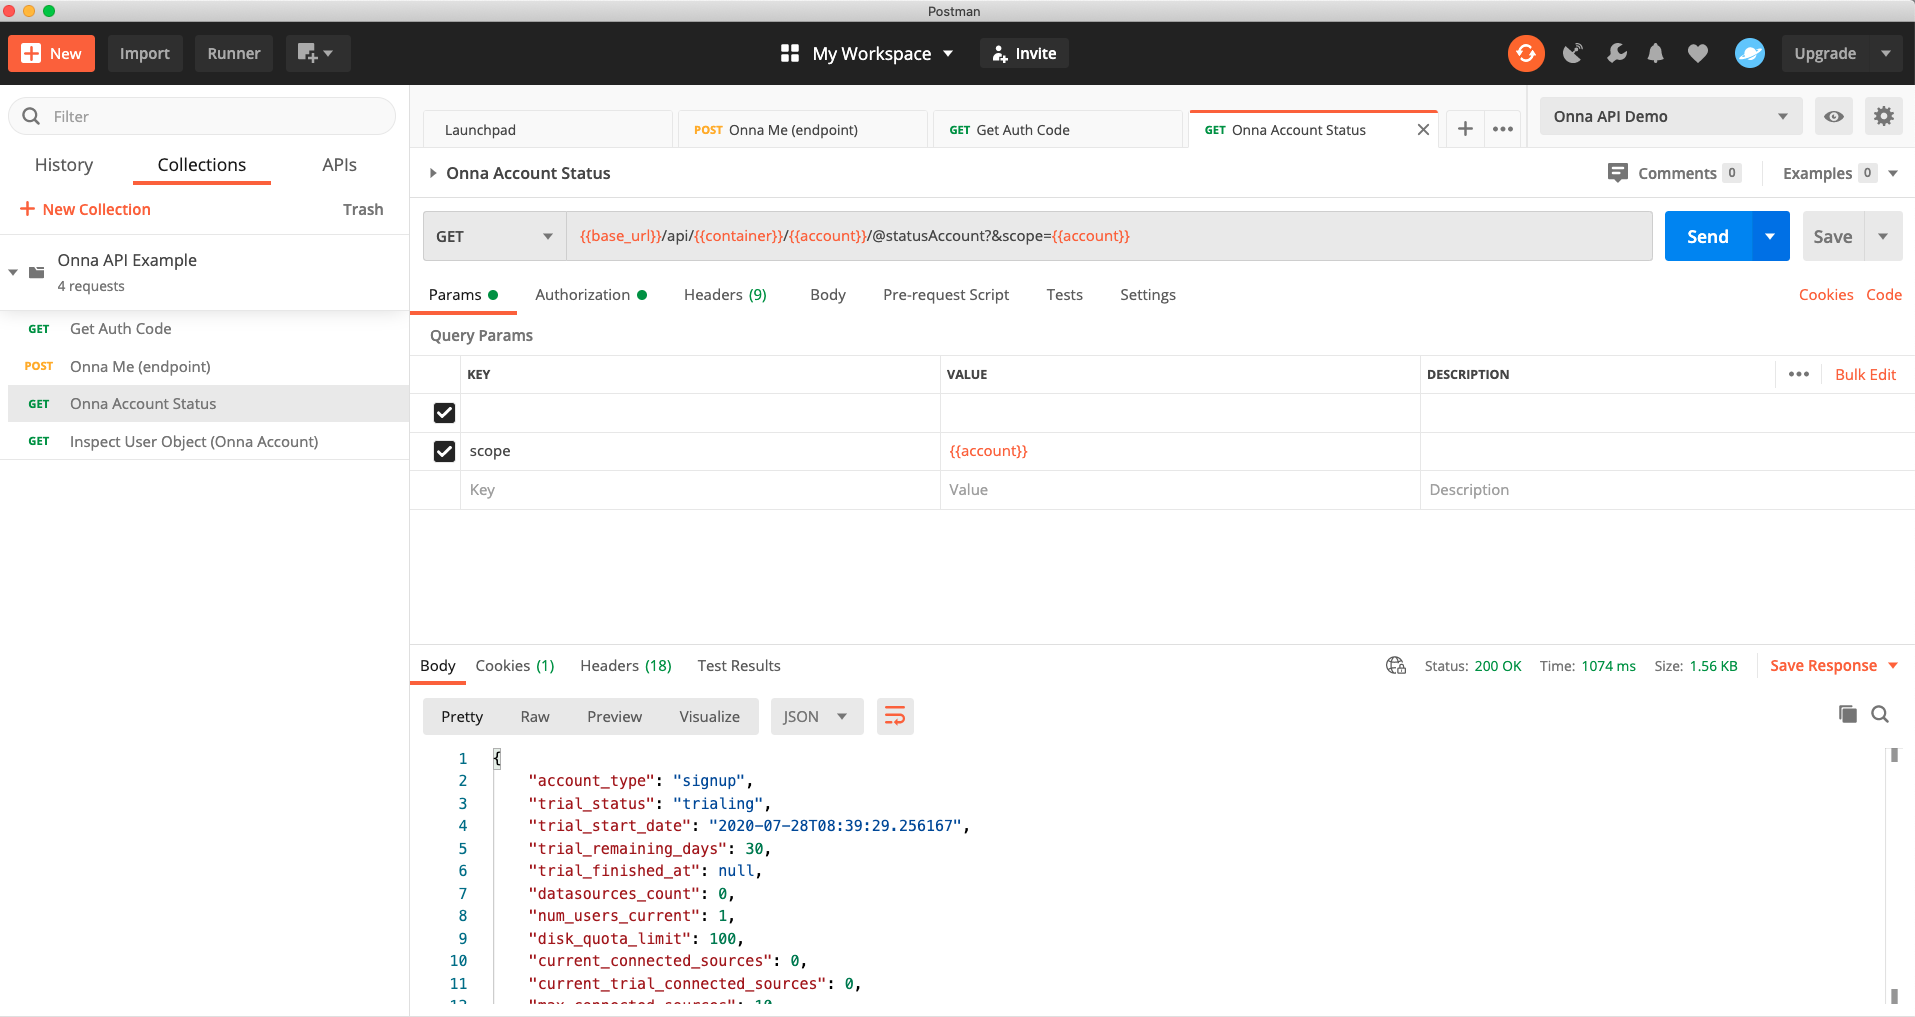 Postman
New
Import
Runner
My Workspace
Invite
Upgrade
Filter
History
Collections
APIs
+ New Collection
Trash
Onna API Example
4 requests
GET Get Auth Code
POST Onna Me (endpoint)
GET Onna Account Status
GET Inspect User Object (Onna Account)
Launchpad
POST Onna Me (endpoint)
GET Get Auth Code
GET Onna Account Status
Onna API Demo
Onna Account Status
Comments 0
Examples 0
GET
{{base_url}}/api/{{container}}/{{account}}/@statusAccount?&scope={{account}}
Send
Save
Params
Authorization
Headers (9)
Body
Pre-request Script
Tests
Settings
Cookies
Code
Query Params
KEY
VALUE
DESCRIPTION
Bulk Edit
scope
{{account}}
Key
Value
Description
Body
Cookies (1)
Headers (18)
Test Results
Status: 200 OK
Time: 1074 ms
Size: 1.56 KB
Save Response
Pretty
Raw
Preview
Visualize
JSON
1 {
2 "account_type": "signup",
3 "trial_status": "trialing",
4 "trial_start_date": "2020-07-28T08:39:29.256167",
5 "trial_remaining_days": 30,
6 "trial_finished_at": null,
7 "datasources_count": 0,
8 "num_users_current": 1,
9 "disk_quota_limit": 100,
10 "current_connected_sources": 0,
11 "current_trial_connected_sources": 0,
12 "max_connected_sources": 10